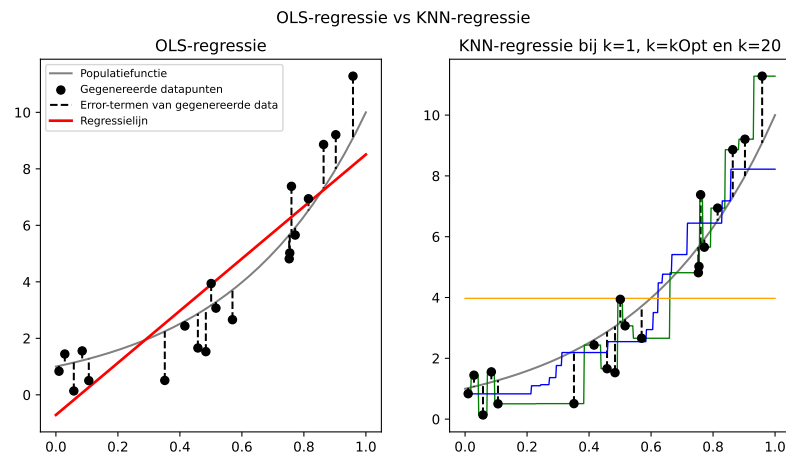 OLS-regressie vs KNN-regressie
OLS-regressie
Populatiefunctie
Gegenereerde datapunten
Error-termen van gegenereerde data
Regressielijn
10
8
6
4
2
0
0.0 0.2 0.4 0.6 0.8 1.0
KNN-regressie bij k=1, k=kOpt en k=20
10
8
6
4
2
0
0.0 0.2 0.4 0.6 0.8 1.0